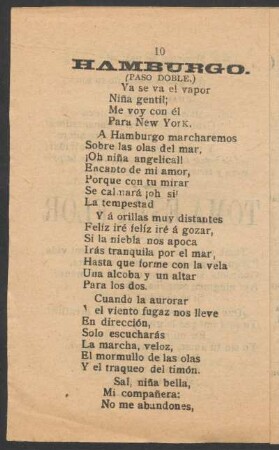 10
HAMBURGO.
(PASO DOBLE.)
Ya se va el vapor
Niña gentil;
Me voy con él
Para New York.
A Hamburgo marcharemos
Sobre las olas del mar,
¡Oh niña angelical!
Encanto de mi amor,
Porque con tu mirar
Se calmará ¡oh sí!
La tempestad
Y á orillas muy distantes
Felíz iré felíz iré á gozar,
Si la niebla nos apoca
Irás tranquila por el mar,
Hasta que forme con la vela
Una alcoba y un altar
Para los dos.
Cuando la aurorar
el viento fugaz nos lleve
En dirección,
Solo escucharás
La marcha, veloz,
El mormullo de las olas
Y el traqueo del timón.
Sal, niña bella,
Mi compañera:
No me abandones,